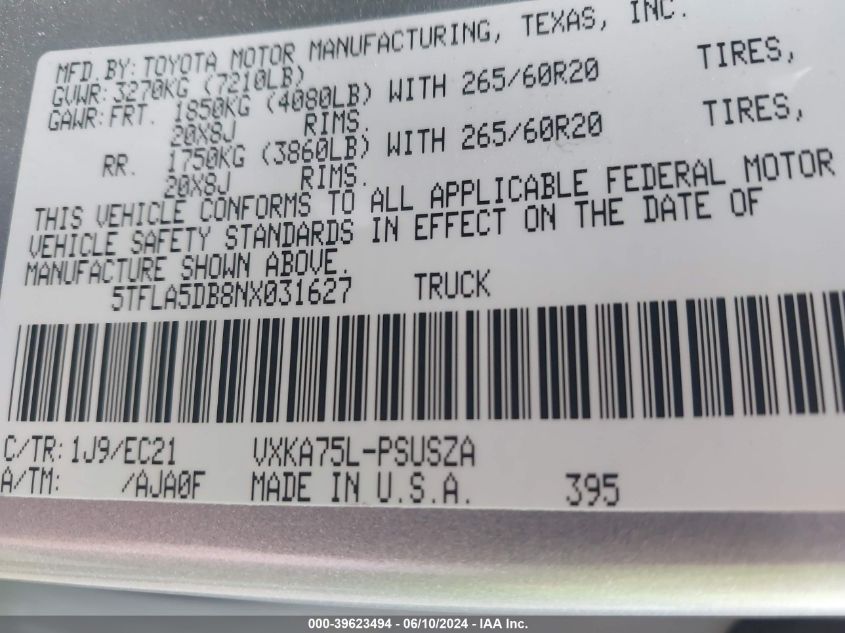 MFD.BY:TOYOTA MOTOR MANUFACTURING, TEXAS, INC.
GVWR:3270KG (7210LB)
GAWR:FRT. 1850KG (4080LB) WITH 265/60R20 TIRES,
20X8J RIMS.
RR. 1750KG (3860LB) WITH 265/60R20 TIRES,
20X8J RIMS.
THIS VEHICLE CONFORMS TO ALL APPLICABLE FEDERAL MOTOR
VEHICLE SAFETY STANDARDS IN EFFECT ON THE DATE OF
MANUFACTURE SHOWN ABOVE.
5TFLA5DB8NX031627 TRUCK
C/TR:1J9/EC21 VXKA75L-PSUSZA
A/TM: /AJA0F MADE IN U.S.A. 395
000-39623494 — 06/10/2024 — IAA Inc.